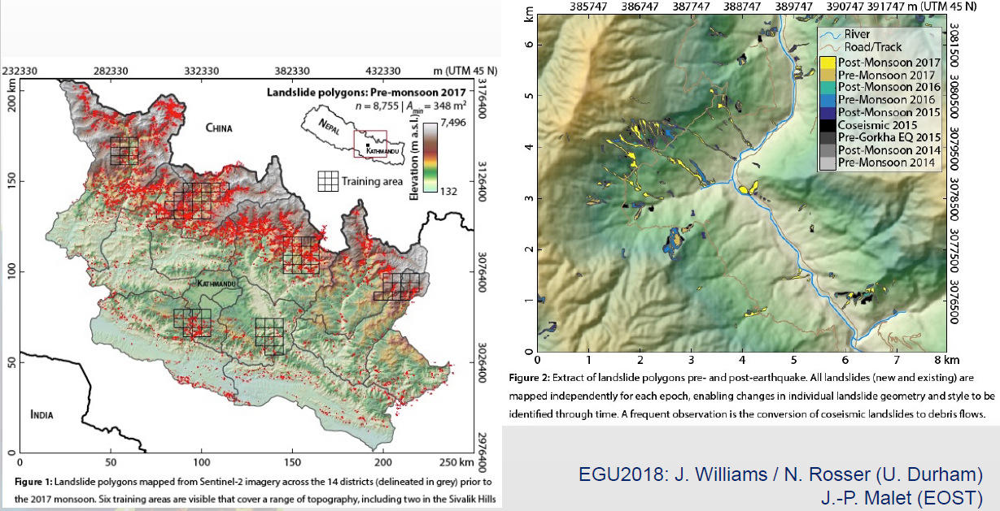 232330 282330 332330 382330 432330 m (UTM 45 N)
Landslide polygons: Pre-monsoon 2017
n = 8,755 | Amin = 348 m²
200 km
150
100
50
0
3176400
3126400
3076400
3026400
2976400
CHINA
NEPAL
KATHMANDU
Training area
Elevation (m a.s.l.)
7,496
132
KATHMANDU
INDIA
0 50 100 150 200 250 km
Figure 1: Landslide polygons mapped from Sentinel-2 imagery across the 14 districts (delineated in grey) prior to
the 2017 monsoon. Six training areas are visible that cover a range of topography, including two in the Sivalik Hills
385747 386747 387747 388747 389747 390747 391747 m (UTM 45 N)
km
6
5
4
3
2
1
0
3081500
3080500
3079500
3078500
3077500
3076500
River
Road/Track
Post-Monsoon 2017
Pre-Monsoon 2017
Post-Monsoon 2016
Pre-Monsoon 2016
Post-Monsoon 2015
Coseismic 2015
Pre-Gorkha EQ 2015
Post-Monsoon 2014
Pre-Monsoon 2014
0 1 2 3 4 5 6 7 8 km
Figure 2: Extract of landslide polygons pre- and post-earthquake. All landslides (new and existing) are
mapped independently for each epoch, enabling changes in individual landslide geometry and style to be
identified through time. A frequent observation is the conversion of coseismic landslides to debris flows.
EGU2018: J. Williams / N. Rosser (U. Durham)
J.-P. Malet (EOST)